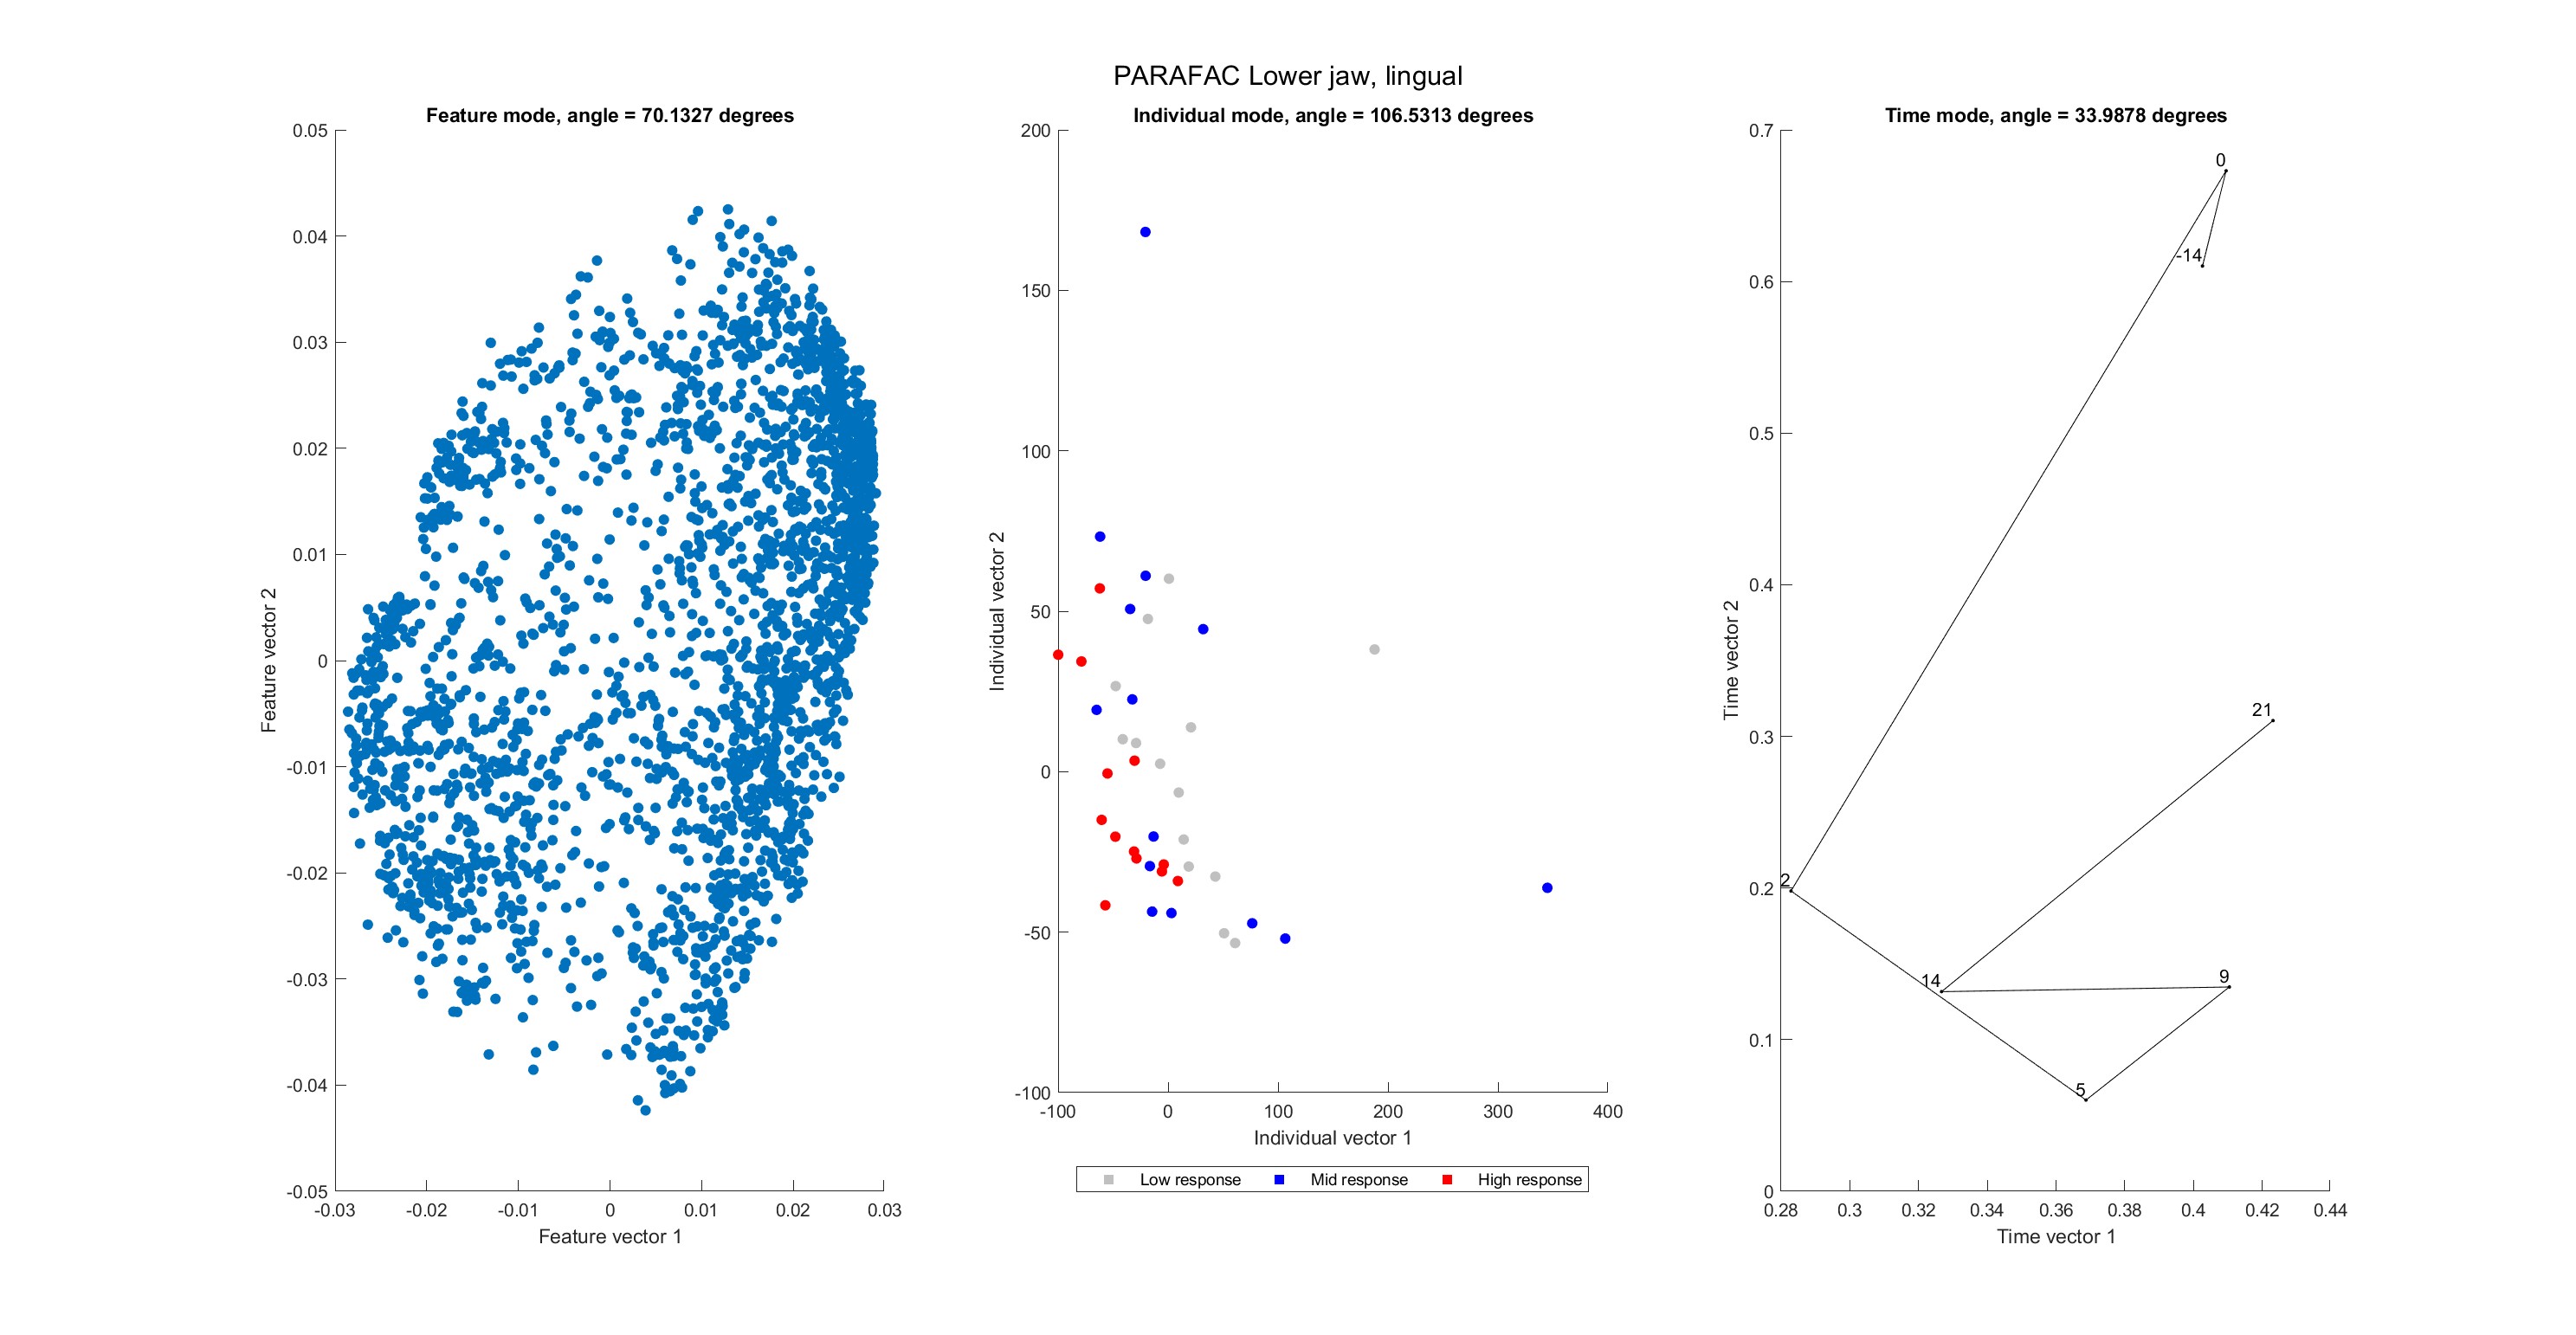 PARAFAC Lower jaw, lingual
Feature mode, angle = 70.1327 degrees
0.05
0.04
0.03
0.02
0.01
0
-0.01
-0.02
-0.03
-0.04
-0.05
Feature vector 2
-0.03 -0.02 -0.01 0 0.01 0.02 0.03
Feature vector 1
Individual mode, angle = 106.5313 degrees
200
150
100
50
0
-50
-100
Individual vector 2
-100 0 100 200 300 400
Individual vector 1
Low response Mid response High response
Time mode, angle = 33.9878 degrees
0.7
0.6
0.5
0.4
0.3
0.2
0.1
0
Time vector 2
0
-14
21
2
14
9
5
0.28 0.3 0.32 0.34 0.36 0.38 0.4 0.42 0.44
Time vector 1